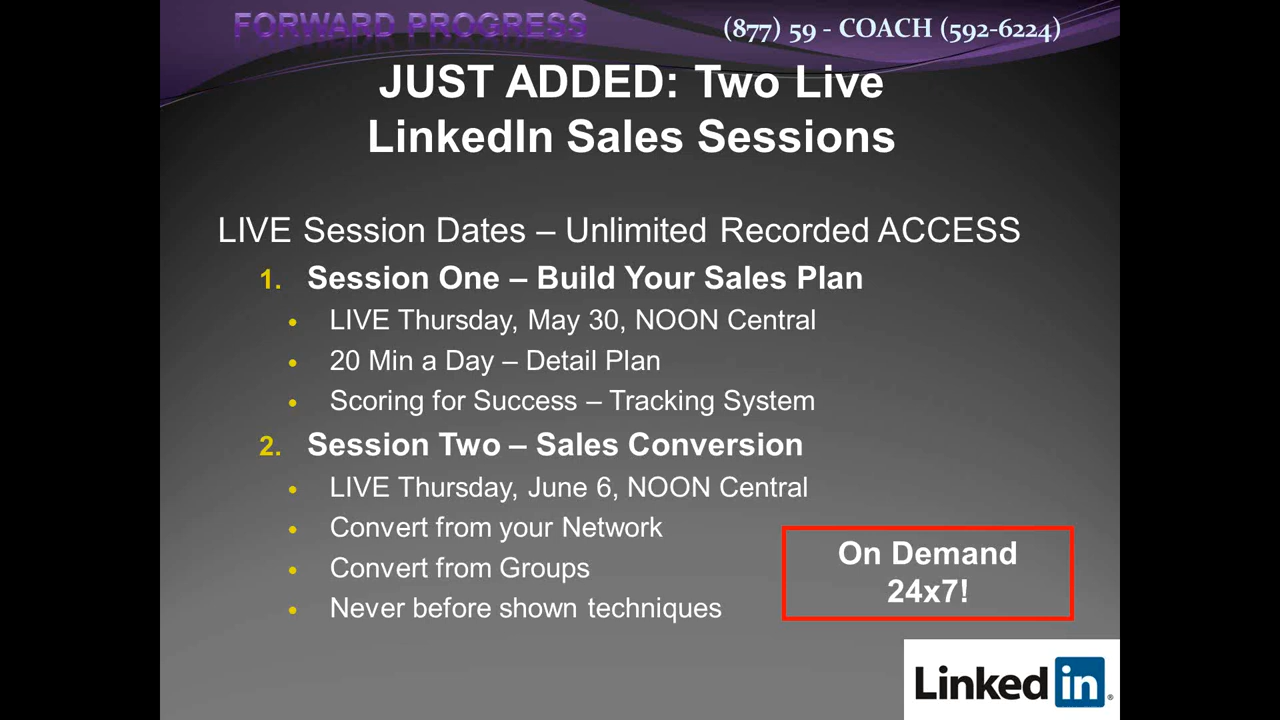 FORWARD PROGRESS
(877) 59 - COACH (592-6224)
JUST ADDED: Two Live
LinkedIn Sales Sessions
LIVE Session Dates – Unlimited Recorded ACCESS
1. Session One – Build Your Sales Plan
• LIVE Thursday, May 30, NOON Central
• 20 Min a Day – Detail Plan
• Scoring for Success – Tracking System
2. Session Two – Sales Conversion
• LIVE Thursday, June 6, NOON Central
• Convert from your Network
• Convert from Groups
• Never before shown techniques
On Demand
24x7!
Linked in ®